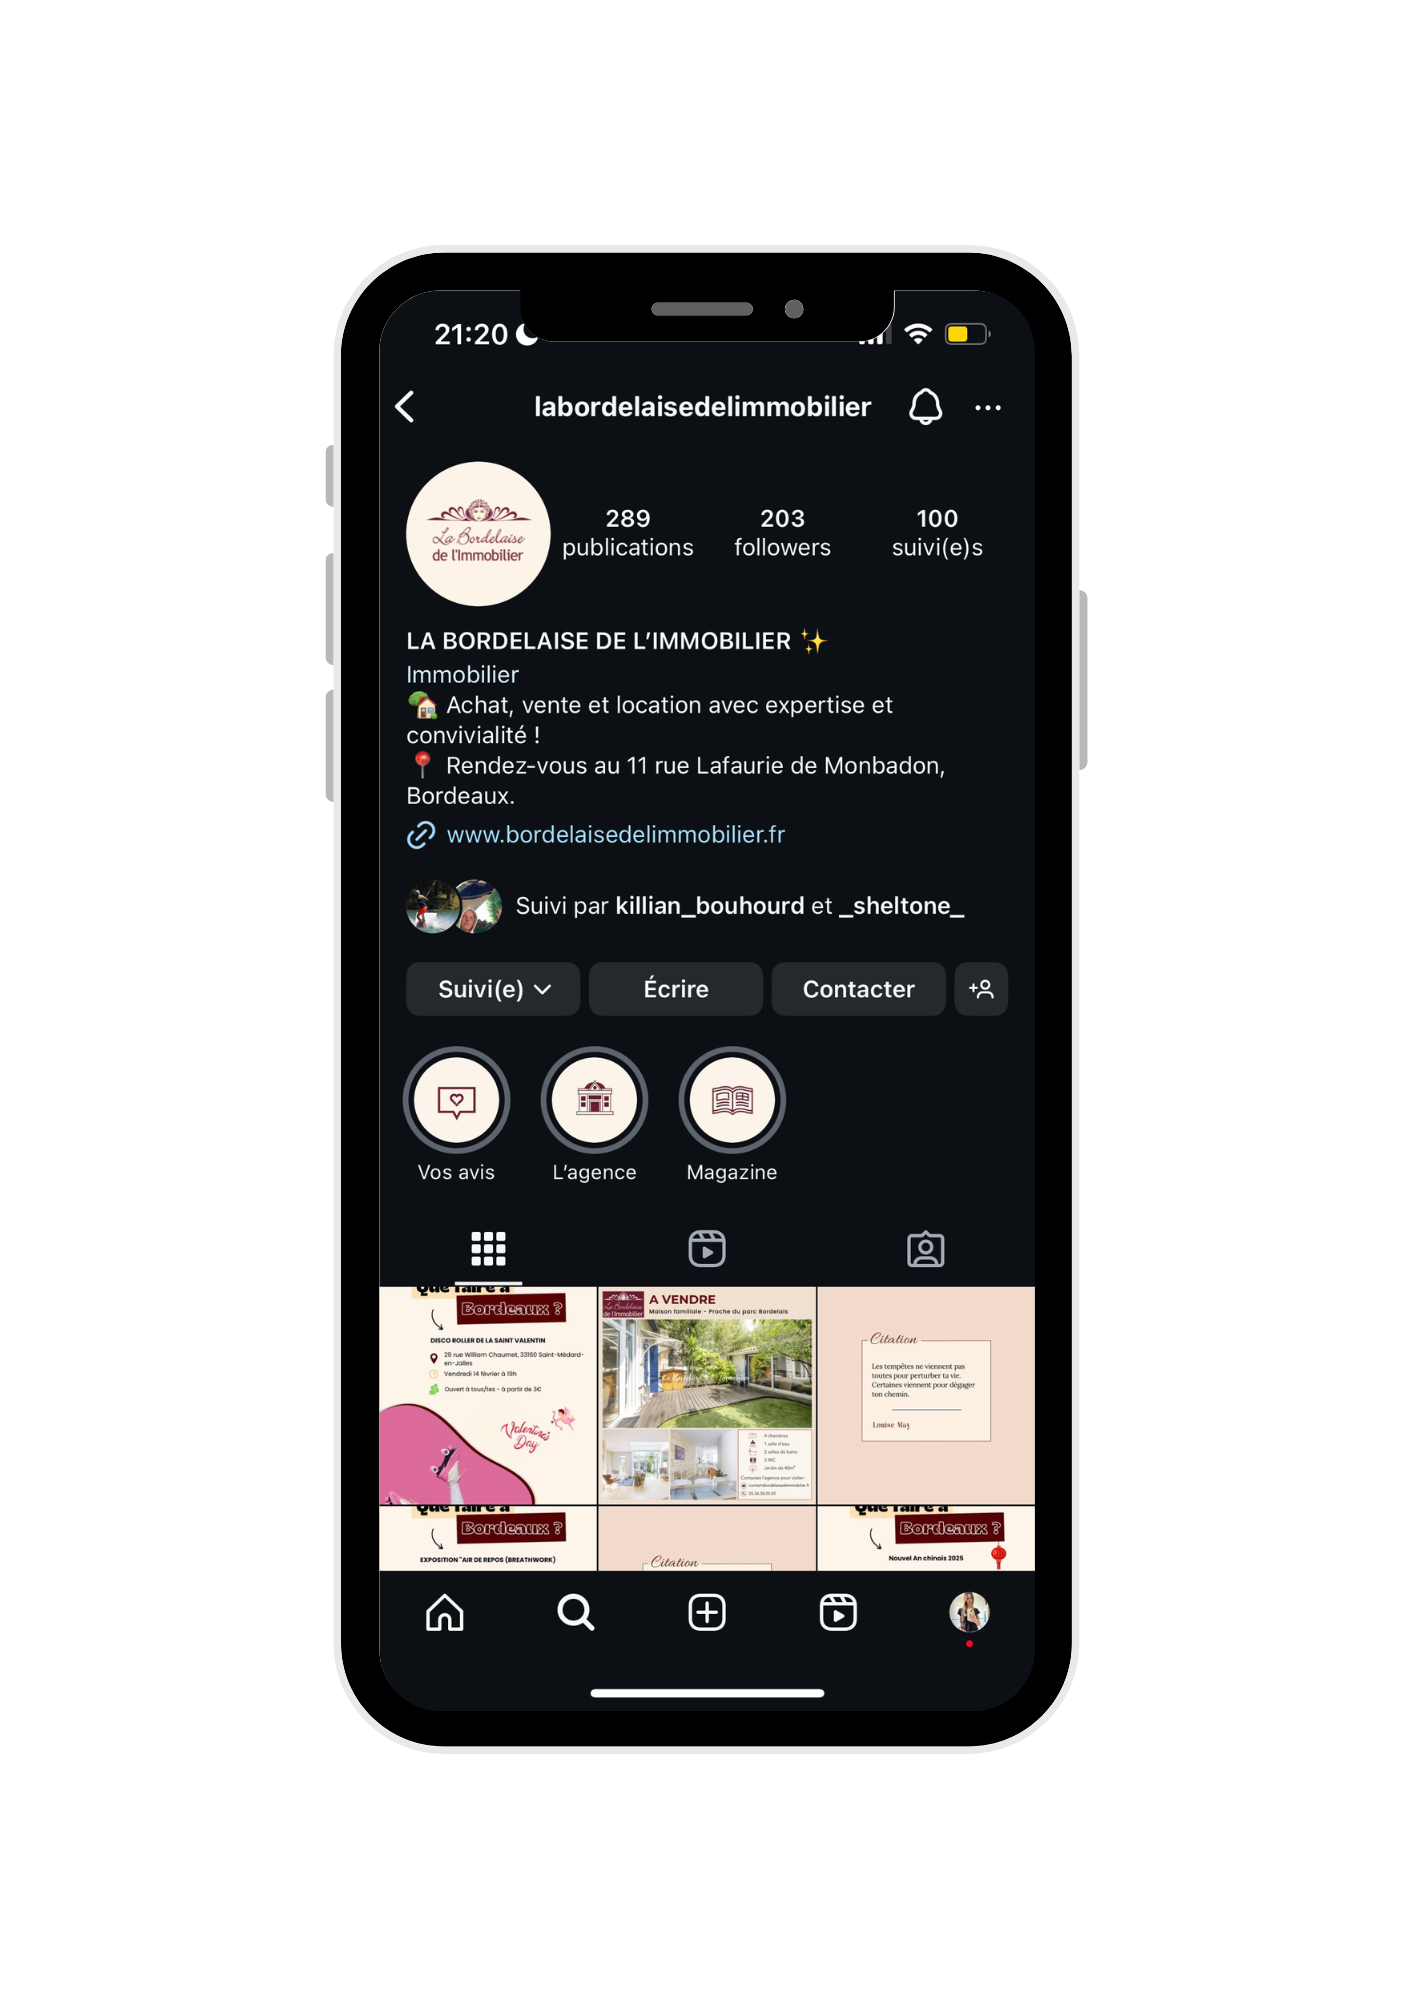 21:20
labordelaisedelimmobilier
La Bordelaise
de l'Immobilier
289
publications
203
followers
100
suivi(e)s
LA BORDELAISE DE L'IMMOBILIER ✨
Immobilier
🏡 Achat, vente et location avec expertise et
convivialité !
📍 Rendez-vous au 11 rue Lafaurie de Monbadon,
Bordeaux.
www.bordelaisedelimmobilier.fr
Suivi par killian_bouhourd et _sheltone_
Suivi(e)
Écrire
Contacter
Vos avis
L'agence
Magazine
Que faire à
Bordeaux ?
DISCO ROLLER DE LA SAINT VALENTIN
29 rue William Chaumet, 33160 Saint-Médard-
en-Jalles
Vendredi 14 février à 19h
Ouvert à tous/tes - à partir de 3€
Valentine's
Day
La Bordelaise
de l'Immobilier
A VENDRE
Maison familiale - Proche du parc Bordelais
4 chambres
1 salle d'eau
2 salles de bains
3 WC
Jardin de 40m²
Contactez l'agence pour visiter :
Citation
Les tempêtes ne viennent pas
toutes pour perturber ta vie.
Certaines viennent pour dégager
ton chemin.
Louise May
Que faire à
Bordeaux ?
EXPOSITION "AIR DE REPOS (BREATHWORK)
Citation
Que faire à
Bordeaux ?
Nouvel An chinois 2025